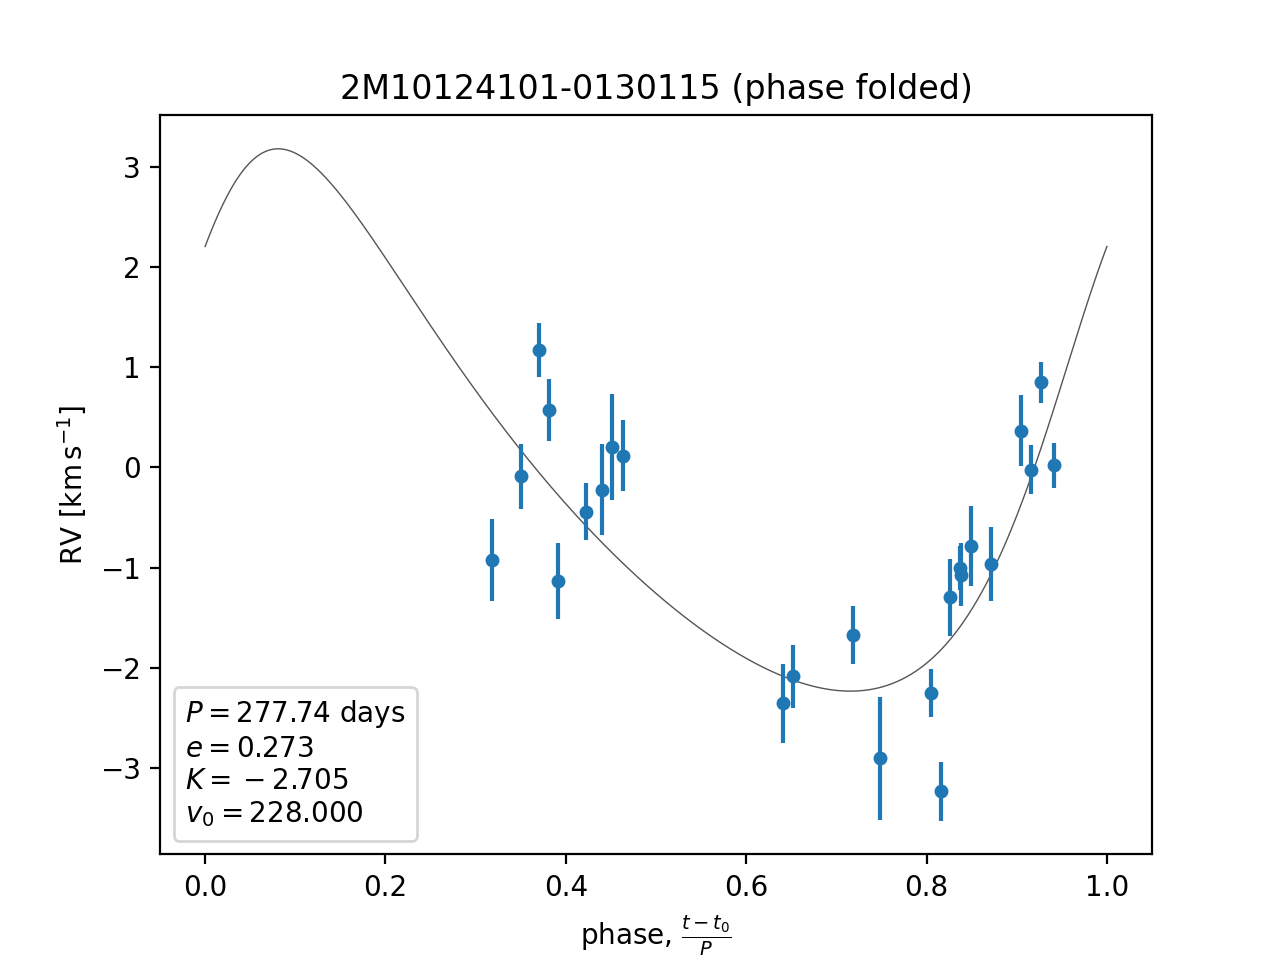 2M10124101-0130115 (phase folded)
RV [km s⁻¹]
3
2
1
0
−1
−2
−3
P = 277.74 days
e = 0.273
K = −2.705
v₀ = 228.000
0.0 0.2 0.4 0.6 0.8 1.0
phase, (t − t₀)/P